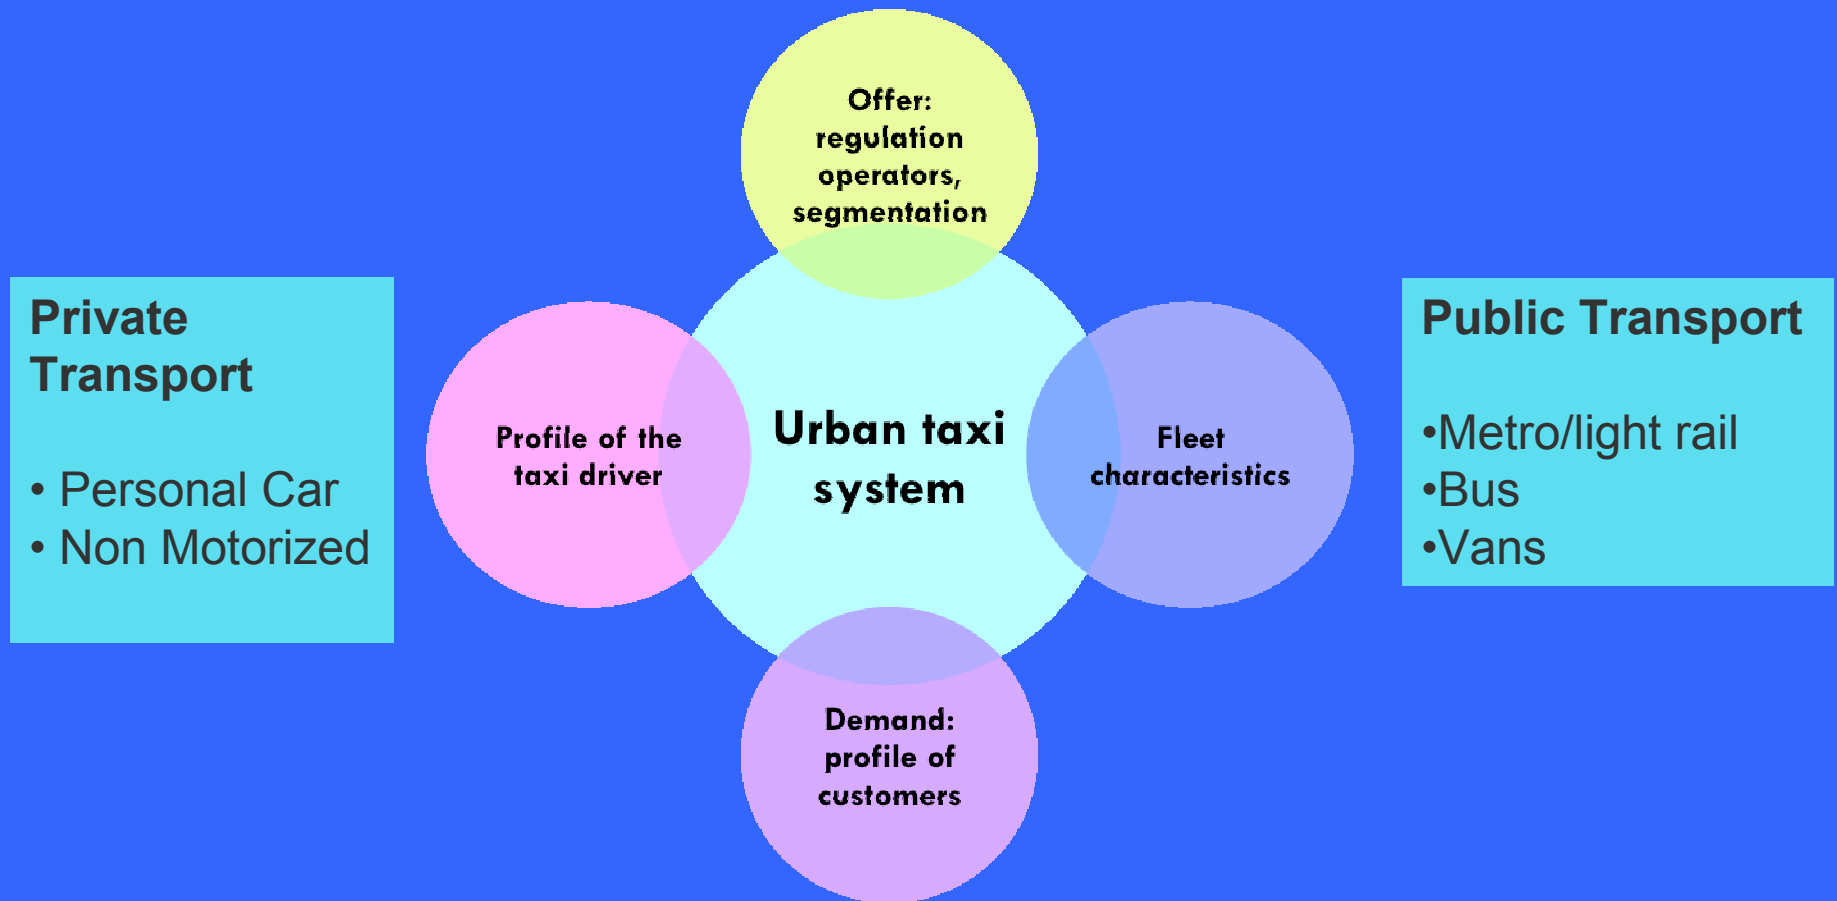 Offer:
regulation
operators,
segmentation
Private
Transport
• Personal Car
• Non Motorized
Profile of the
taxi driver
Urban taxi
system
Fleet
characteristics
Public Transport
•Metro/light rail
•Bus
•Vans
Demand:
profile of
customers